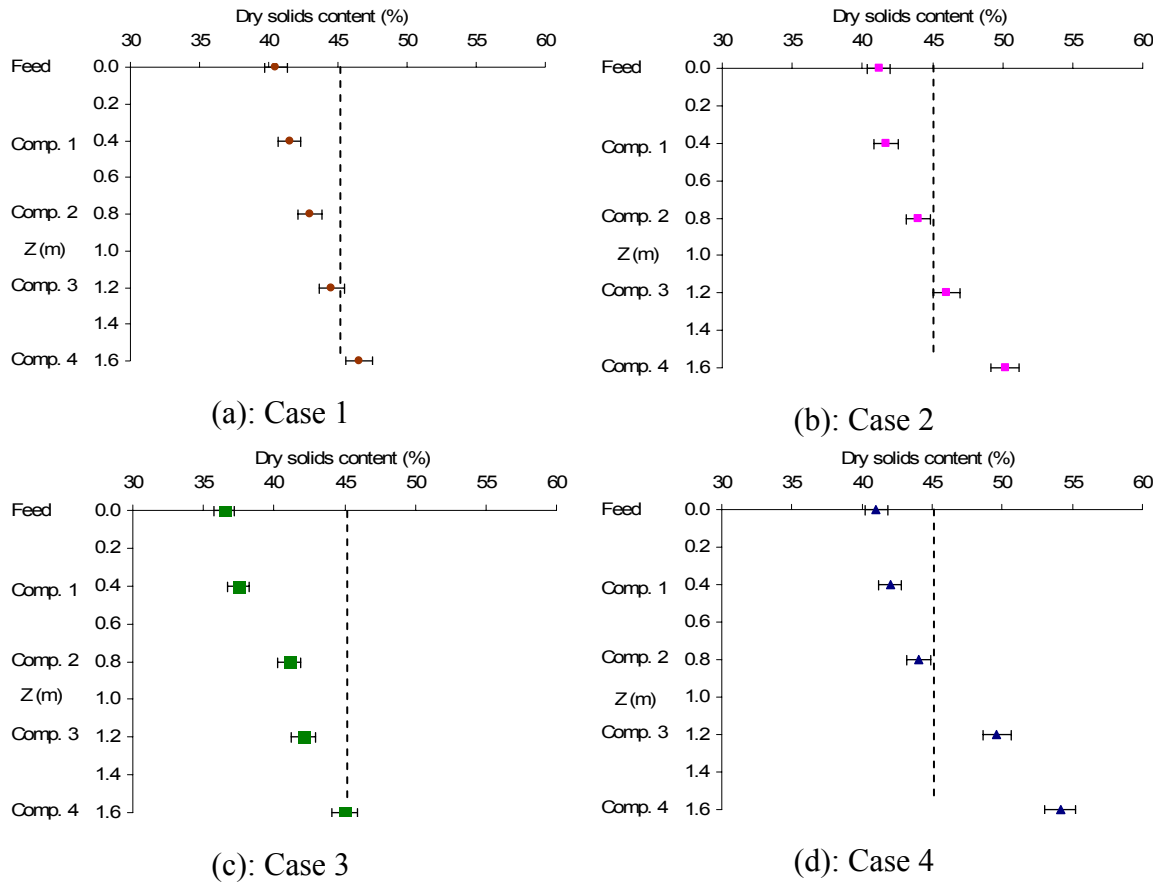 Dry solids content (%)
30 35 40 45 50 55 60
Feed 0.0
0.2
Comp. 1 0.4
0.6
Comp. 2 0.8
Z (m) 1.0
Comp. 3 1.2
1.4
Comp. 4 1.6
(a): Case 1
Dry solids content (%)
30 35 40 45 50 55 60
Feed 0.0
0.2
Comp. 1 0.4
0.6
Comp. 2 0.8
Z (m) 1.0
Comp. 3 1.2
1.4
Comp. 4 1.6
(b): Case 2
Dry solids content (%)
30 35 40 45 50 55 60
Feed 0.0
0.2
Comp. 1 0.4
0.6
Comp. 2 0.8
Z (m) 1.0
Comp. 3 1.2
1.4
Comp. 4 1.6
(c): Case 3
Dry solids content (%)
30 35 40 45 50 55 60
Feed 0.0
0.2
Comp. 1 0.4
0.6
Comp. 2 0.8
Z (m) 1.0
Comp. 3 1.2
1.4
Comp. 4 1.6
(d): Case 4